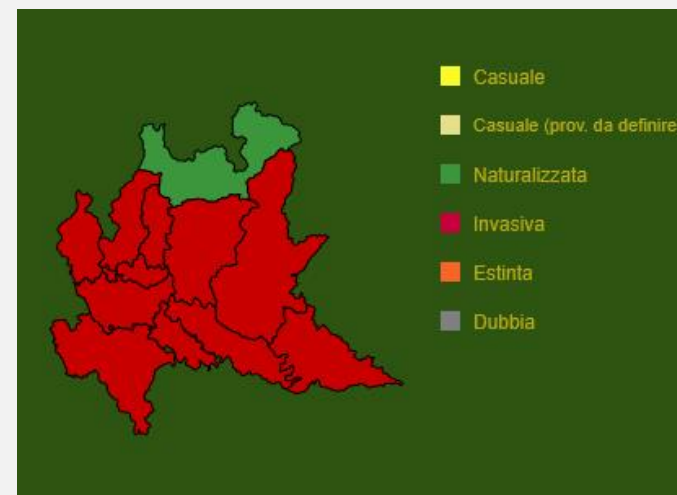 Casuale
Casuale (prov. da definire
Naturalizzata
Invasiva
Estinta
Dubbia